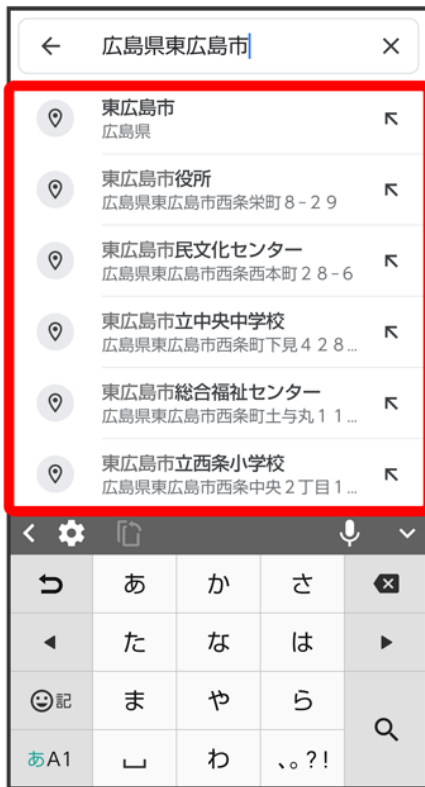 広島県東広島市
東広島市
広島県
東広島市役所
広島県東広島市西条栄町８-２９
東広島市民文化センター
広島県東広島市西条西本町２８-６
東広島市立中央中学校
広島県東広島市西条町下見４２８...
東広島市総合福祉センター
広島県東広島市西条町土与丸１１...
東広島市立西条小学校
広島県東広島市西条中央２丁目１...
あ か さ
た な は
記 ま や ら
あA1 わ 、。?!